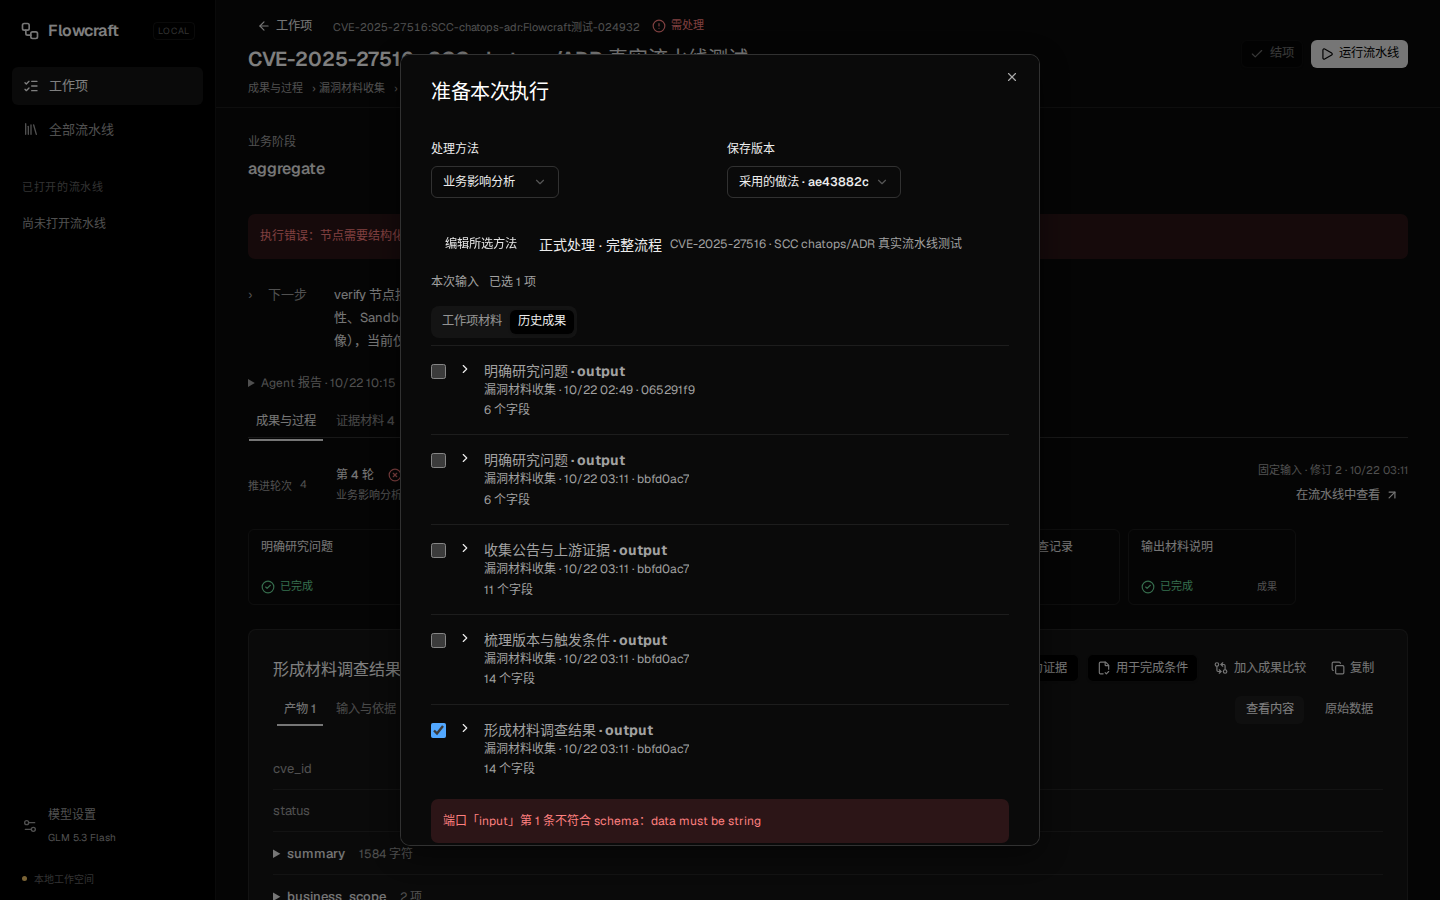 Flowcraft
LOCAL
工作项
全部流水线
已打开的流水线
尚未打开流水线
模型设置
GLM 5.3 Flash
本地工作空间
工作项
CVE-2025-27516:SCC-chatops-adr:Flowcraft测试-024932
需处理
结项
运行流水线
成果与过程 › 漏洞材料收集 ›
业务阶段
aggregate
执行错误：节点需要结构化
› 下一步
verify 节点
性、Sandb
像），当前仅
Agent 报告 · 10/22 10:15
成果与过程
证据材料 4
推进轮次 4
第 4 轮
业务影响分析
固定输入 · 修订 2 · 10/22 03:11
在流水线中查看
明确研究问题
已完成
查记录
输出材料说明
已完成
成果
形成材料调查结果
证据
用于完成条件
加入成果比较
复制
产物 1
输入与依据
查看内容
原始数据
cve_id
status
summary 1584 字符
business_scope 2 项
准备本次执行
处理方法
业务影响分析
保存版本
采用的做法 · ae43882c
编辑所选方法
正式处理 · 完整流程
CVE-2025-27516 · SCC chatops/ADR 真实流水线测试
本次输入 已选 1 项
工作项材料
历史成果
明确研究问题 · output
漏洞材料收集 · 10/22 02:49 · 065291f9
6 个字段
明确研究问题 · output
漏洞材料收集 · 10/22 03:11 · bbfd0ac7
6 个字段
收集公告与上游证据 · output
漏洞材料收集 · 10/22 03:11 · bbfd0ac7
11 个字段
梳理版本与触发条件 · output
漏洞材料收集 · 10/22 03:11 · bbfd0ac7
14 个字段
形成材料调查结果 · output
漏洞材料收集 · 10/22 03:11 · bbfd0ac7
14 个字段
端口「input」第 1 条不符合 schema：data must be string